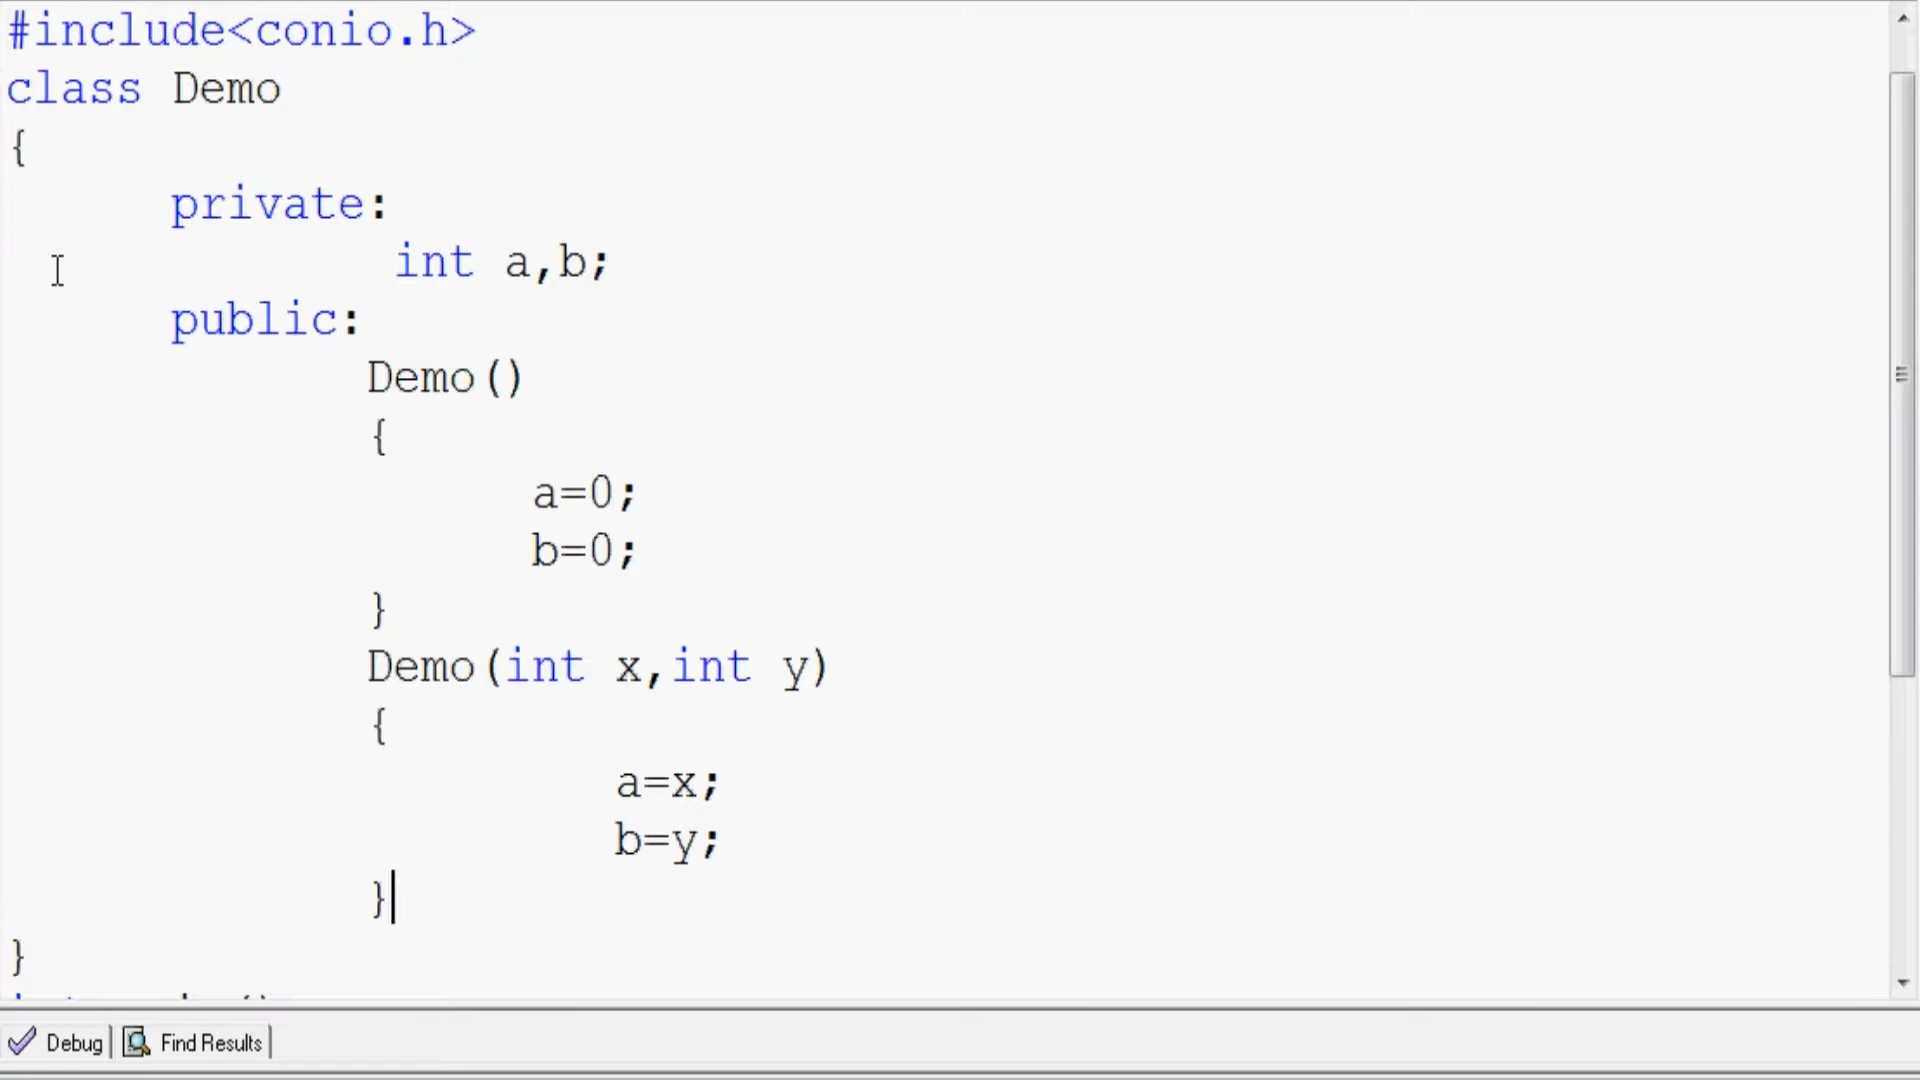 #include<conio.h>
class Demo
{
private:
int a,b;
public:
Demo()
{
a=0;
b=0;
}
Demo(int x,int y)
{
a=x;
b=y;
}
}
Debug
Find Results